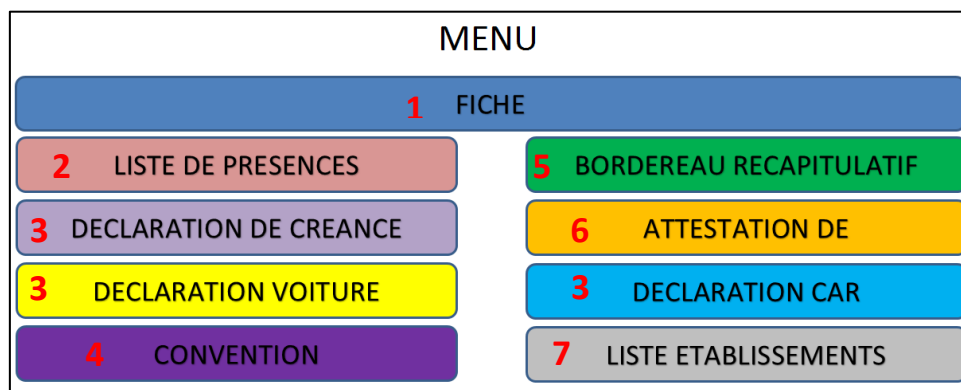 MENU
1 FICHE
2 LISTE DE PRESENCES
5 BORDEREAU RECAPITULATIF
3 DECLARATION DE CREANCE
6 ATTESTATION DE
3 DECLARATION VOITURE
3 DECLARATION CAR
4 CONVENTION
7 LISTE ETABLISSEMENTS